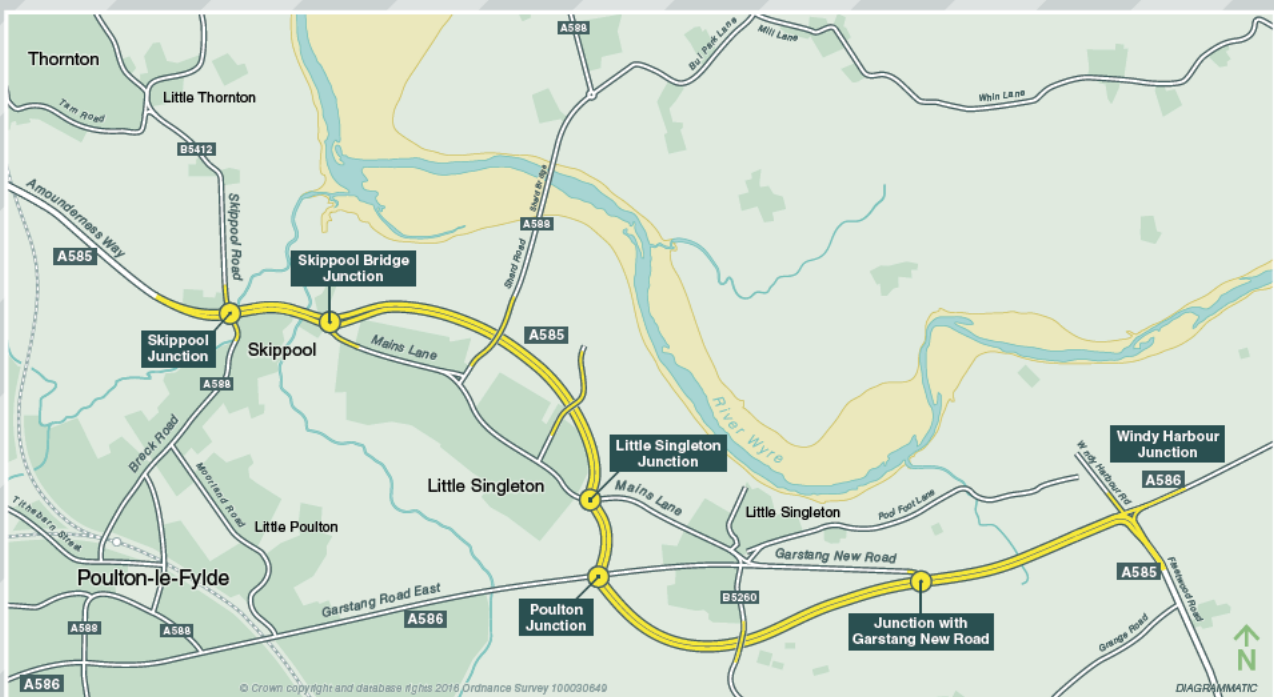 A588
Bul Park Lane
Mill Lane
Thornton
Little Thornton
Tarn Road
Whin Lane
B5412
Shard Bridge
Amounderness Way
Skippool Road
A588
A585
Skippool Bridge
Junction
Shard Road
Skippool
Junction
Skippool
Mains Lane
A585
A588
River Wyre
Breck Road
Little Singleton
Junction
Windy Harbour
Junction
Windy Harbour Rd
A586
Moorland Road
Little Singleton
Mains Lane
Little Singleton
Pool Foot Lane
Tithebarn Street
Little Poulton
Garstang New Road
Poulton-le-Fylde
A585
Fleetwood Road
Garstang Road East
A586
B5260
Poulton
Junction
Junction with
Garstang New Road
A588
A588
Grange Road
N
A586
© Crown copyright and database rights 2016 Ordnance Survey 100030649
DIAGRAMMATIC